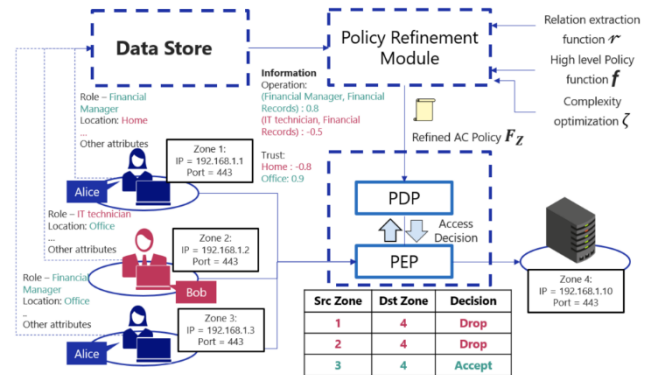 Data Store
Policy Refinement
Module
Relation extraction
function r
High level Policy
function f
Complexity
optimization ζ
Information
Operation:
(Financial Manager, Financial
Records) : 0.8
(IT technician, Financial
Records) : -0.5
Trust:
Home : -0.8
Office: 0.9
Refined AC Policy F_Z
Role – Financial
Manager
Location: Home
...
Other attributes
Zone 1:
IP = 192.168.1.1
Port = 443
Alice
Role – IT technician
Location: Office
...
Other attributes
Zone 2:
IP = 192.168.1.2
Port = 443
Bob
Role – Financial
Manager
Location: Office
..
Other attributes
Zone 3:
IP = 192.168.1.3
Port = 443
Alice
PDP
Access
Decision
PEP
Zone 4:
IP = 192.168.1.10
Port = 443
Src Zone Dst Zone Decision
1 4 Drop
2 4 Drop
3 4 Accept